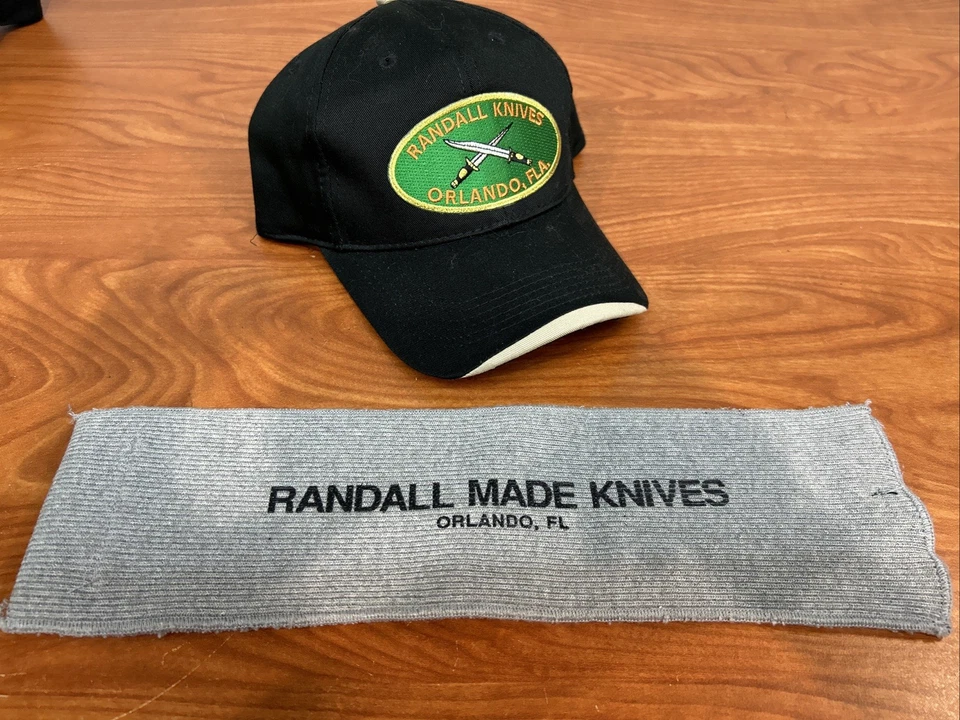 RANDALL KNIVES
ORLANDO, FLA.
RANDALL MADE KNIVES
ORLANDO, FL